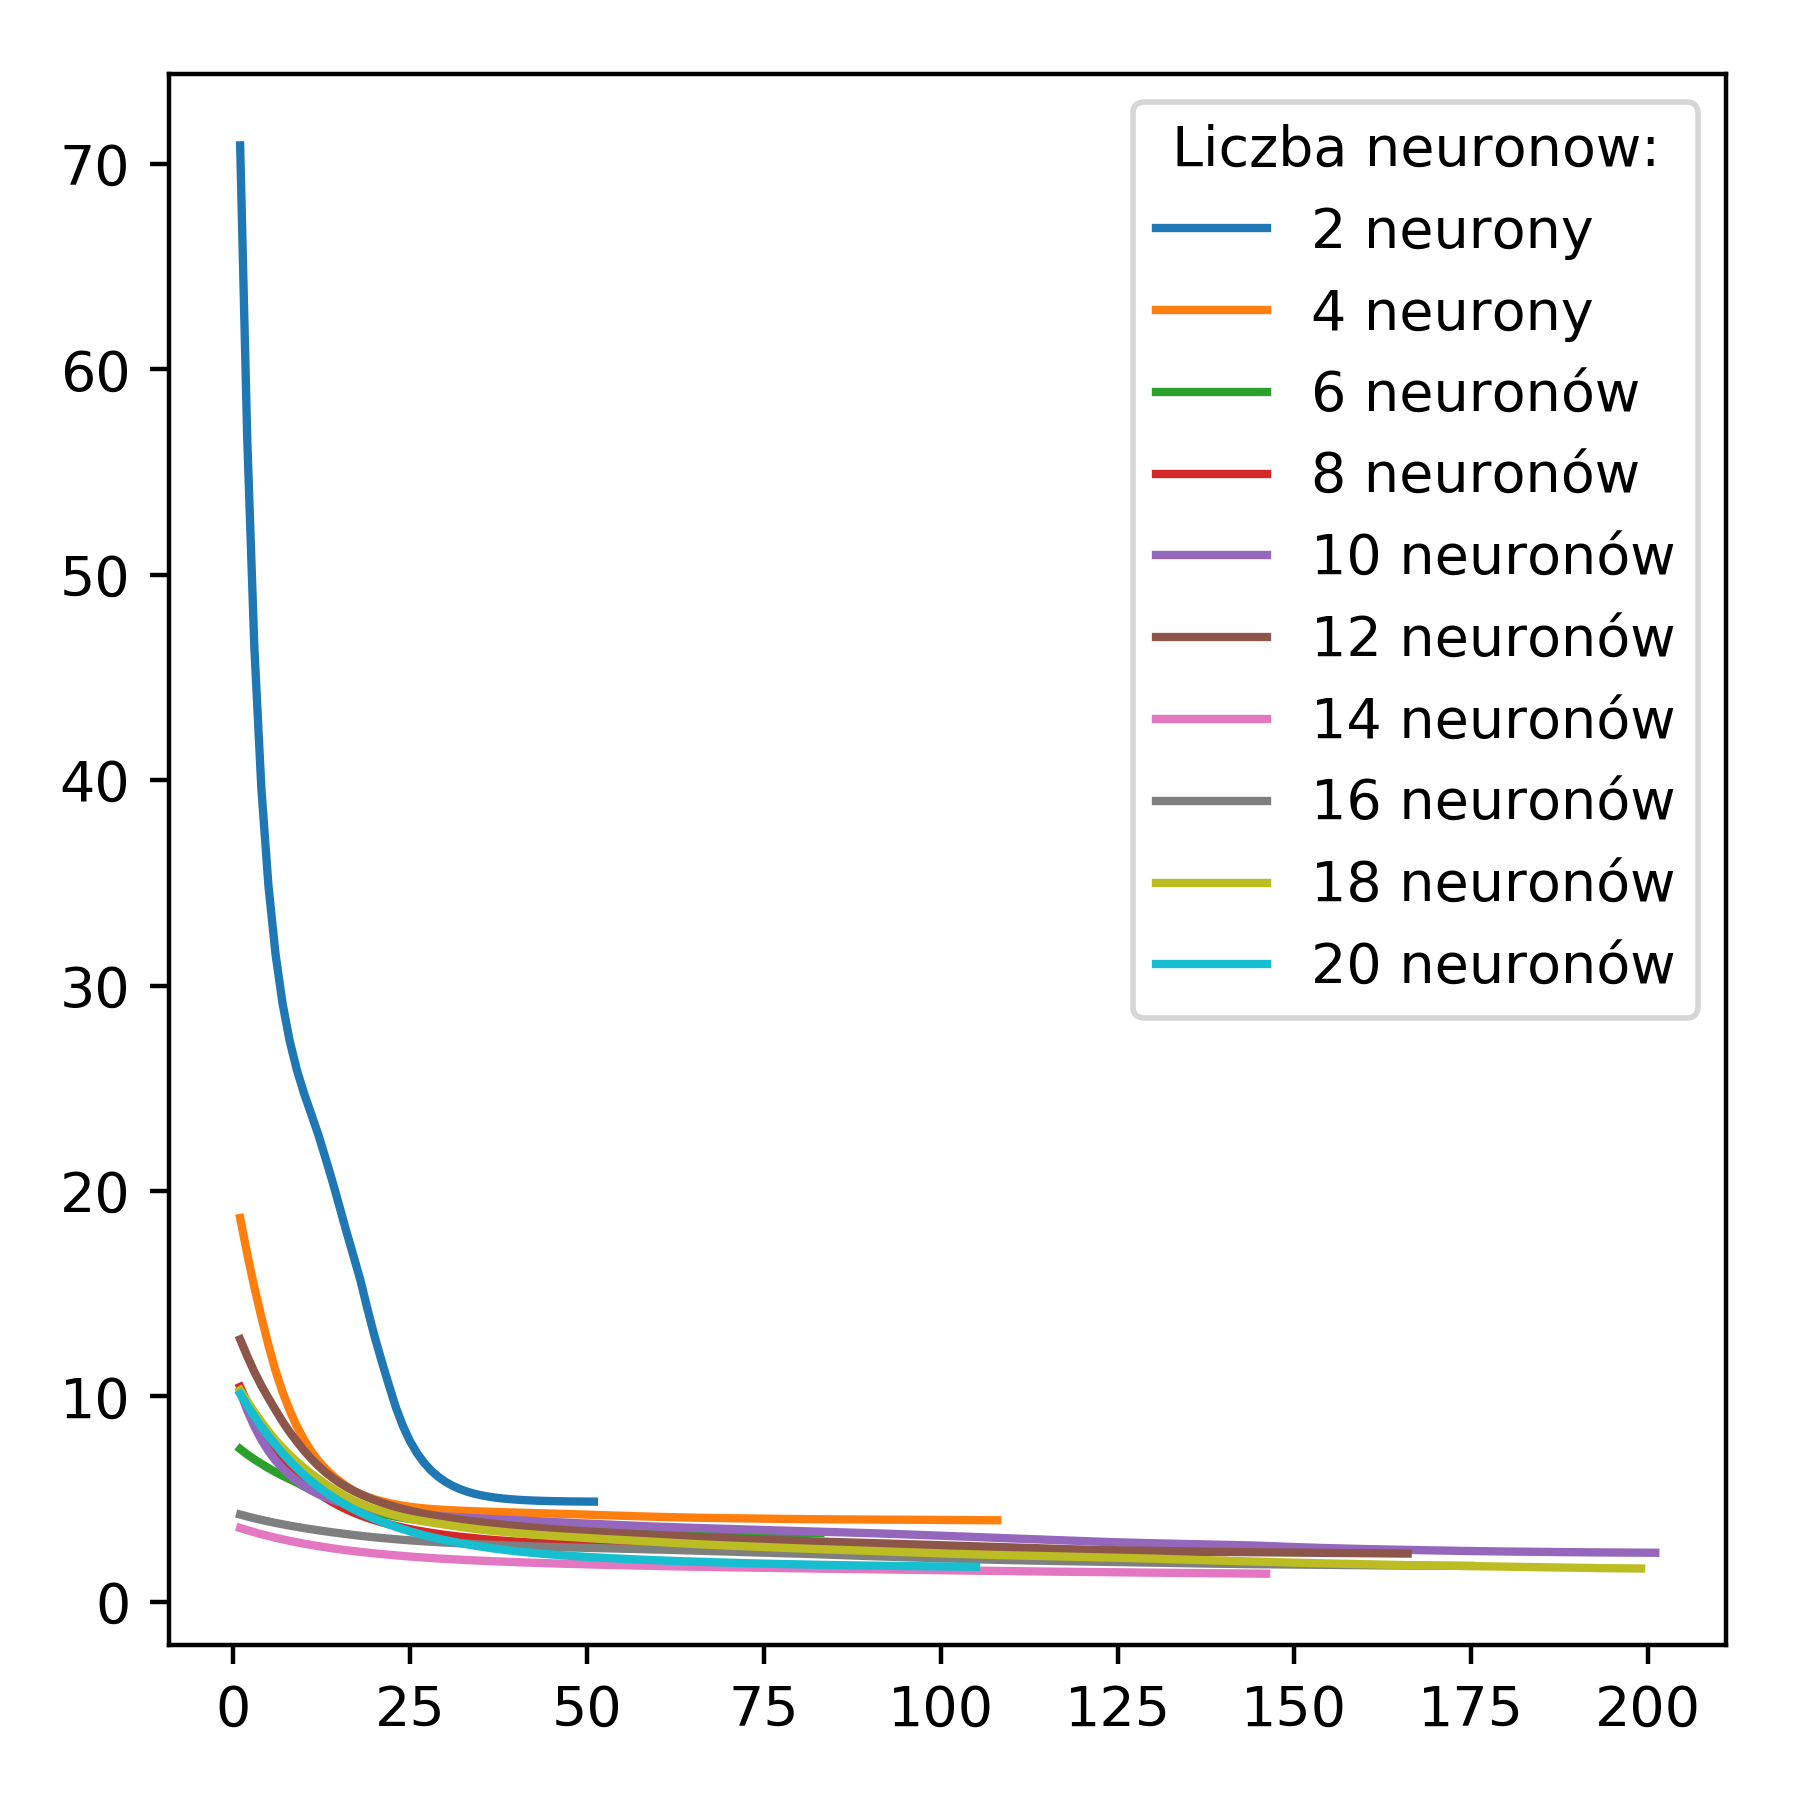 Liczba neuronow:
2 neurony
4 neurony
6 neuronów
8 neuronów
10 neuronów
12 neuronów
14 neuronów
16 neuronów
18 neuronów
20 neuronów
70
60
50
40
30
20
10
0
0 25 50 75 100 125 150 175 200